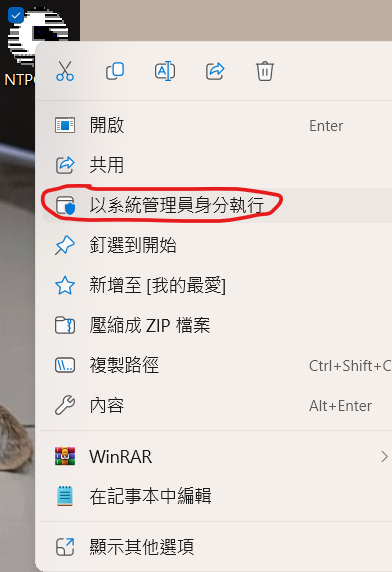 NTP
開啟 Enter
共用
以系統管理員身分執行
釘選到開始
新增至 [我的最愛]
壓縮成 ZIP 檔案
複製路徑 Ctrl+Shift+C
內容 Alt+Enter
WinRAR
在記事本中編輯
顯示其他選項